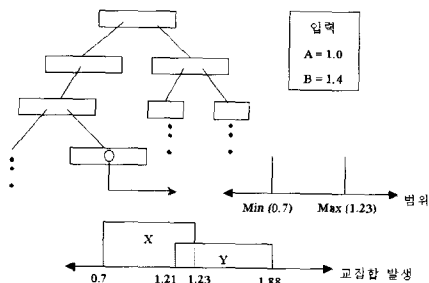 입력
A = 1.0
B = 1.4
Min (0.7) Max (1.23) 범위
X
Y
0.7 1.21 1.23 1.88 교집합 발생